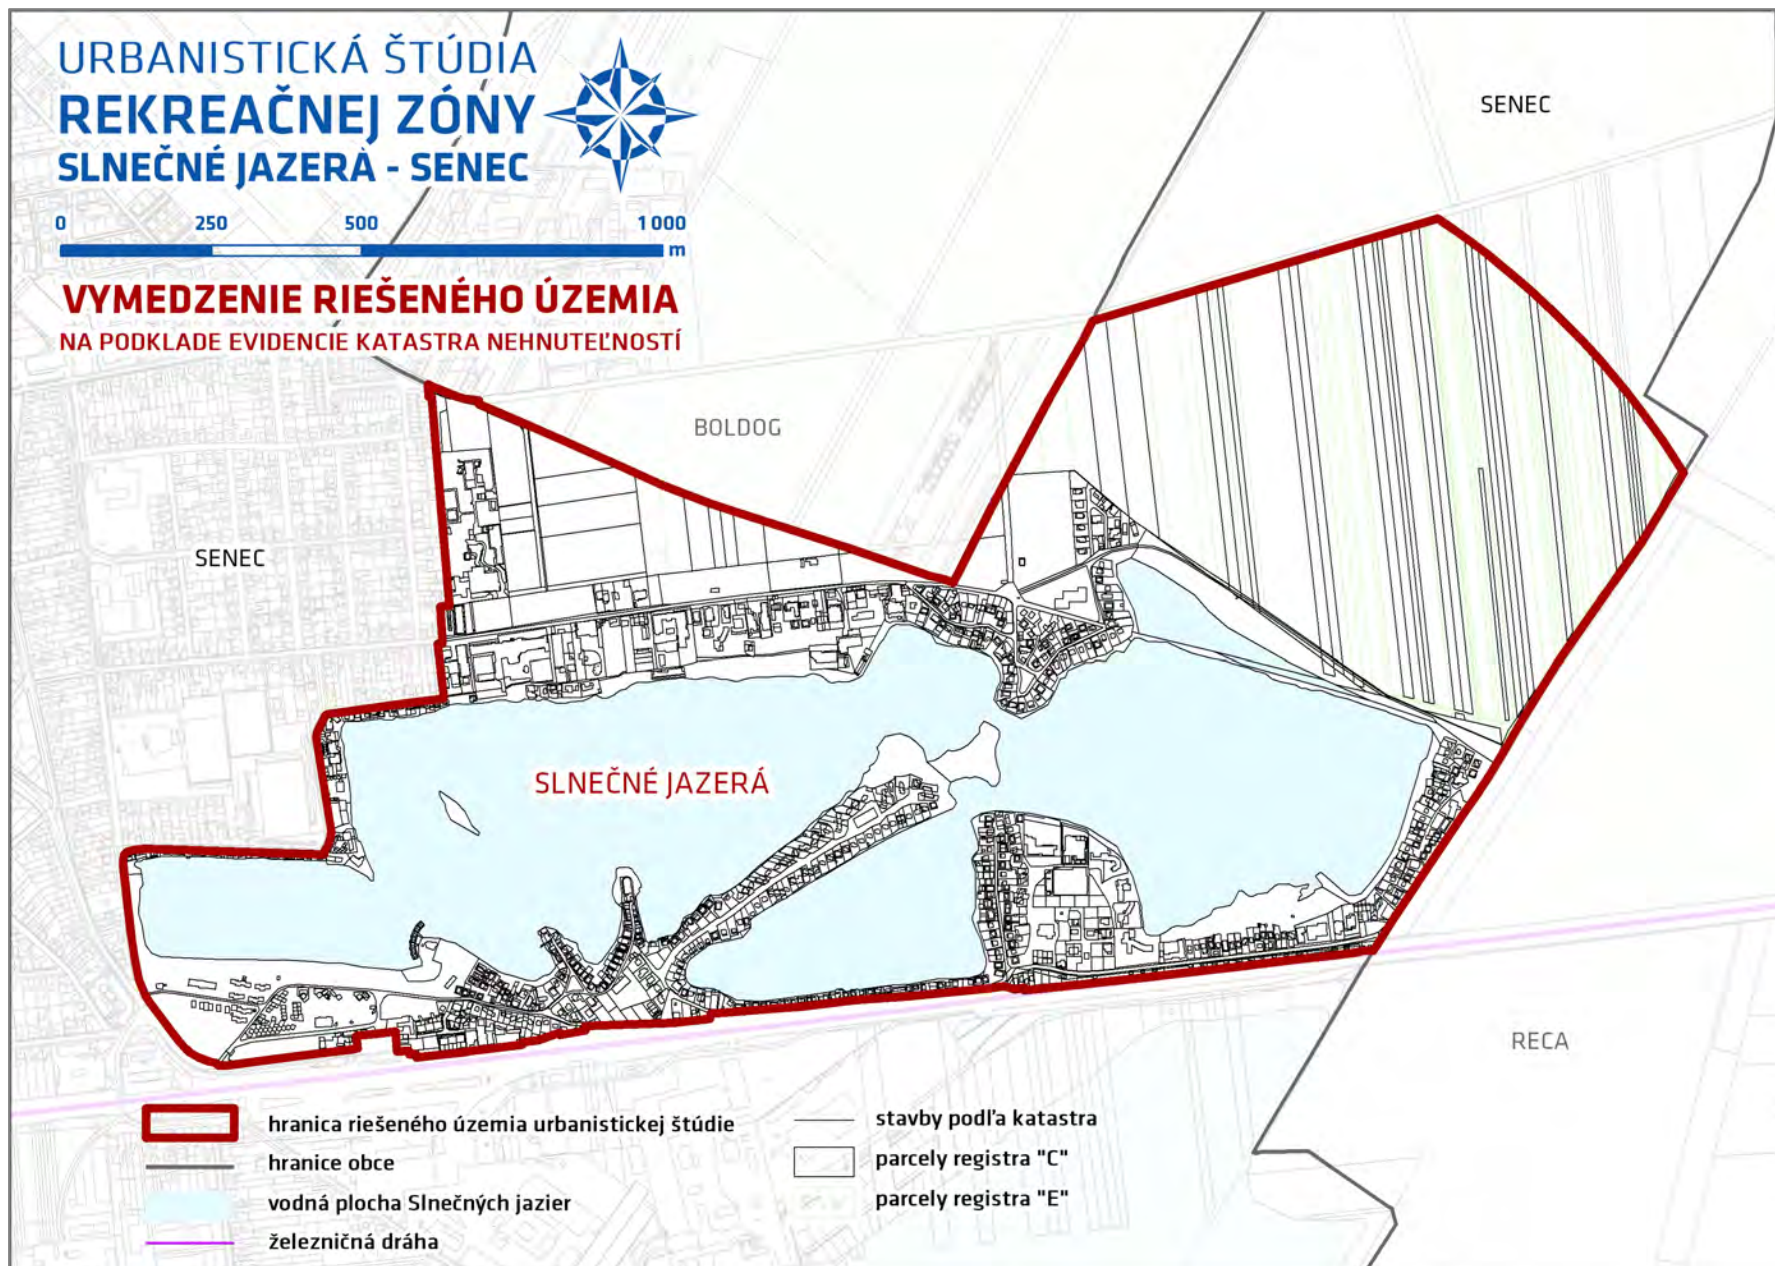 URBANISTICKÁ ŠTÚDIA
REKREAČNEJ ZÓNY
SLNEČNÉ JAZERÁ - SENEC
0 250 500 1 000
m
VYMEDZENIE RIEŠENÉHO ÚZEMIA
NA PODKLADE EVIDENCIE KATASTRA NEHNUTEĽNOSTÍ
SENEC
BOLDOG
SENEC
SLNEČNÉ JAZERÁ
RECA
hranica riešeného územia urbanistickej štúdie
hranice obce
vodná plocha Slnečných jazier
železničná dráha
stavby podľa katastra
parcely registra "C"
parcely registra "E"